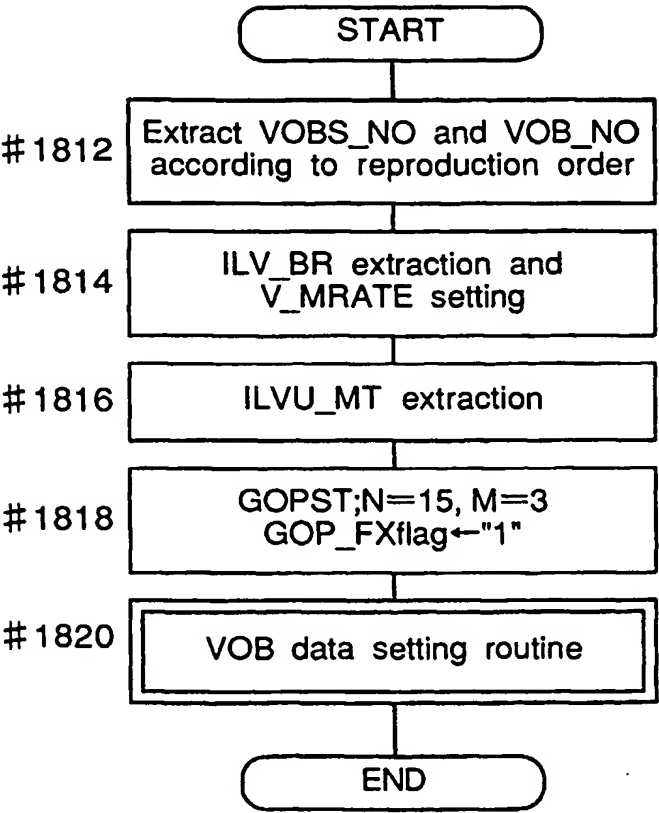 START
#1812
Extract VOBS_NO and VOB_NO
according to reproduction order
#1814
ILV_BR extraction and
V_MRATE setting
#1816
ILVU_MT extraction
#1818
GOPST;N=15, M=3
GOP_FXflag←"1"
#1820
VOB data setting routine
END